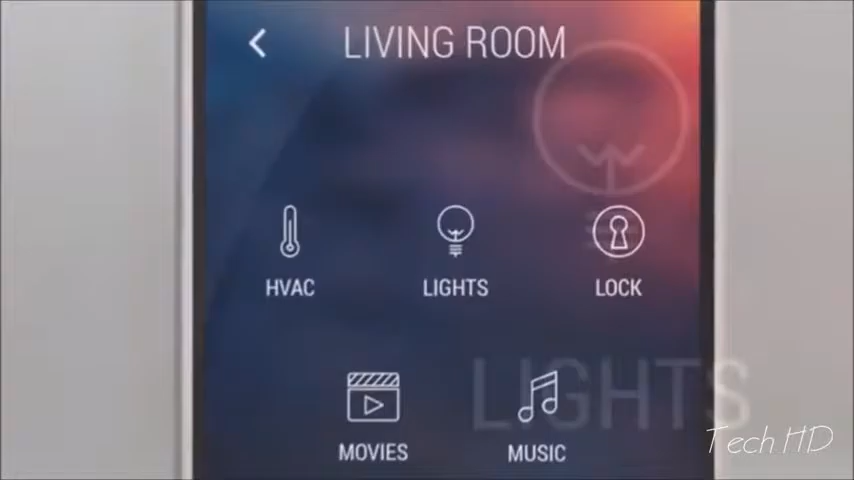 LIVING ROOM
HVAC
LIGHTS
LOCK
LIGHTS
MOVIES
MUSIC
Tech HD